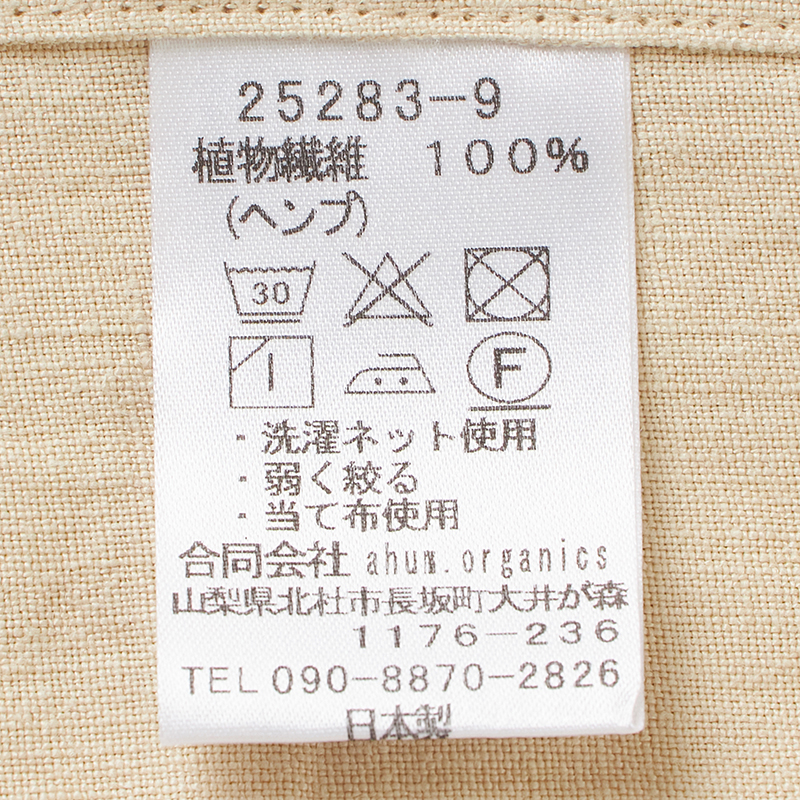 25283-9
植物繊維 100%
(ヘンプ)
30
F
・洗濯ネット使用
・弱く絞る
・当て布使用
合同会社 ahuw.organics
山梨県北杜市長坂町大井が森
1176-236
TEL 090-8870-2826
日本製